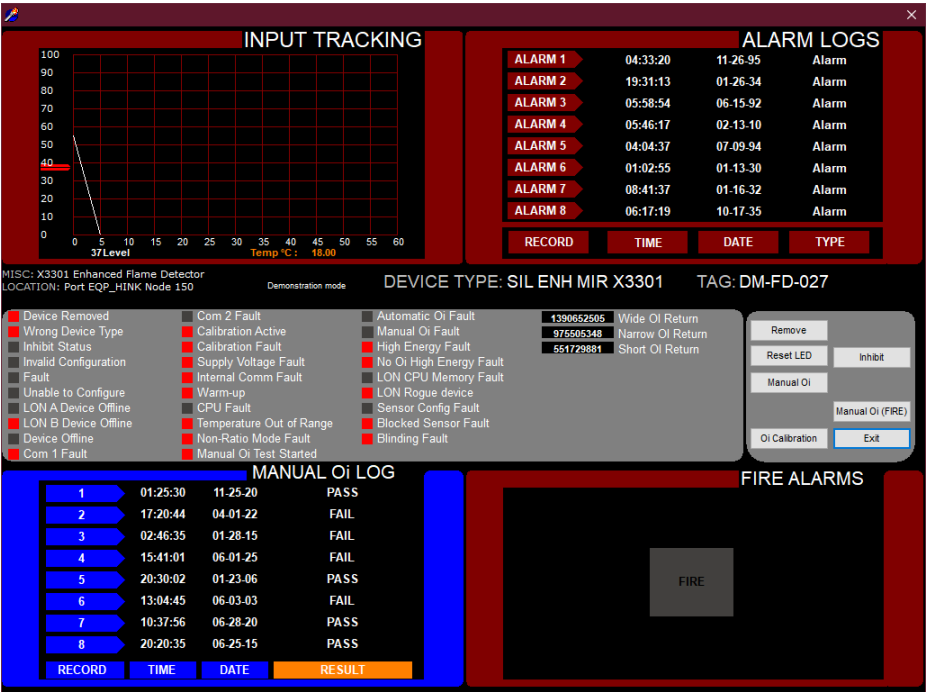 INPUT TRACKING
100
90
80
70
60
50
40
30
20
10
0
0 5 10 15 20 25 30 35 40 45 50 55 60
37 Level Temp °C : 18.00
ALARM LOGS
ALARM 1 04:33:20 11-26-95 Alarm
ALARM 2 19:31:13 01-26-34 Alarm
ALARM 3 05:58:54 06-15-92 Alarm
ALARM 4 05:46:17 02-13-10 Alarm
ALARM 5 04:04:37 07-09-94 Alarm
ALARM 6 01:02:55 01-13-30 Alarm
ALARM 7 08:41:37 01-16-32 Alarm
ALARM 8 06:17:19 10-17-35 Alarm
RECORD TIME DATE TYPE
MISC: X3301 Enhanced Flame Detector
LOCATION: Port EQP_HINK Node 150
Demonstration mode
DEVICE TYPE: SIL ENH MIR X3301 TAG: DM-FD-027
Device Removed
Wrong Device Type
Inhibit Status
Invalid Configuration
Fault
Unable to Configure
LON A Device Offline
LON B Device Offline
Device Offline
Com 1 Fault
Com 2 Fault
Calibration Active
Calibration Fault
Supply Voltage Fault
Internal Comm Fault
Warm-up
CPU Fault
Temperature Out of Range
Non-Ratio Mode Fault
Manual Oi Test Started
Automatic Oi Fault
Manual Oi Fault
High Energy Fault
No Oi High Energy Fault
LON CPU Memory Fault
LON Rogue device
Sensor Config Fault
Blocked Sensor Fault
Blinding Fault
1390652505 Wide OI Return
975505348 Narrow OI Return
551729881 Short OI Return
Remove
Reset LED Inhibit
Manual Oi
Manual Oi (FIRE)
Oi Calibration Exit
MANUAL Oi LOG
1 01:25:30 11-25-20 PASS
2 17:20:44 04-01-22 FAIL
3 02:46:35 01-28-15 FAIL
4 15:41:01 06-01-25 FAIL
5 20:30:02 01-23-06 PASS
6 13:04:45 06-03-03 FAIL
7 10:37:56 06-28-20 PASS
8 20:20:35 06-25-15 PASS
RECORD TIME DATE RESULT
FIRE ALARMS
FIRE